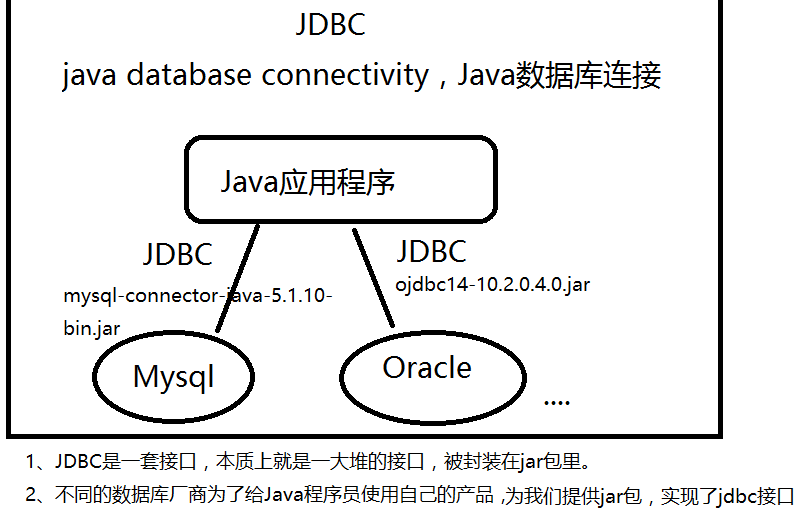 JDBC
java database connectivity，Java数据库连接
Java应用程序
JDBC
mysql-connector-java-5.1.10-
bin.jar
JDBC
ojdbc14-10.2.0.4.0.jar
Mysql
Oracle
....
1、JDBC是一套接口，本质上就是一大堆的接口，被封装在jar包里。
2、不同的数据库厂商为了给Java程序员使用自己的产品，为我们提供jar包，实现了jdbc接口